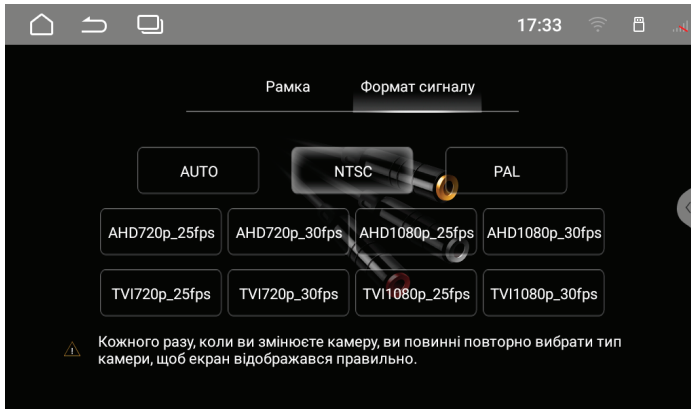 17:33
Рамка Формат сигналу
AUTO NTSC PAL
AHD720p_25fps AHD720p_30fps AHD1080p_25fps AHD1080p_30fps
TVI720p_25fps TVI720p_30fps TVI1080p_25fps TVI1080p_30fps
Кожного разу, коли ви змінюєте камеру, ви повинні повторно вибрати тип
камери, щоб екран відображався правильно.